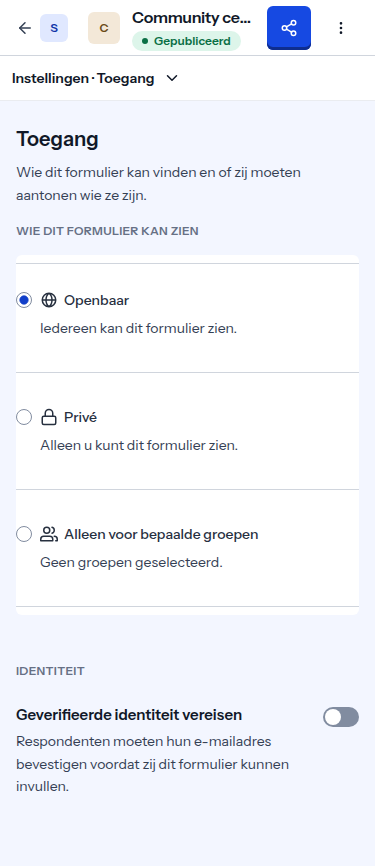 S
C
Community ce...
Gepubliceerd
Instellingen · Toegang
Toegang
Wie dit formulier kan vinden en of zij moeten
aantonen wie ze zijn.
WIE DIT FORMULIER KAN ZIEN
Openbaar
Iedereen kan dit formulier zien.
Privé
Alleen u kunt dit formulier zien.
Alleen voor bepaalde groepen
Geen groepen geselecteerd.
IDENTITEIT
Geverifieerde identiteit vereisen
Respondenten moeten hun e-mailadres
bevestigen voordat zij dit formulier kunnen
invullen.